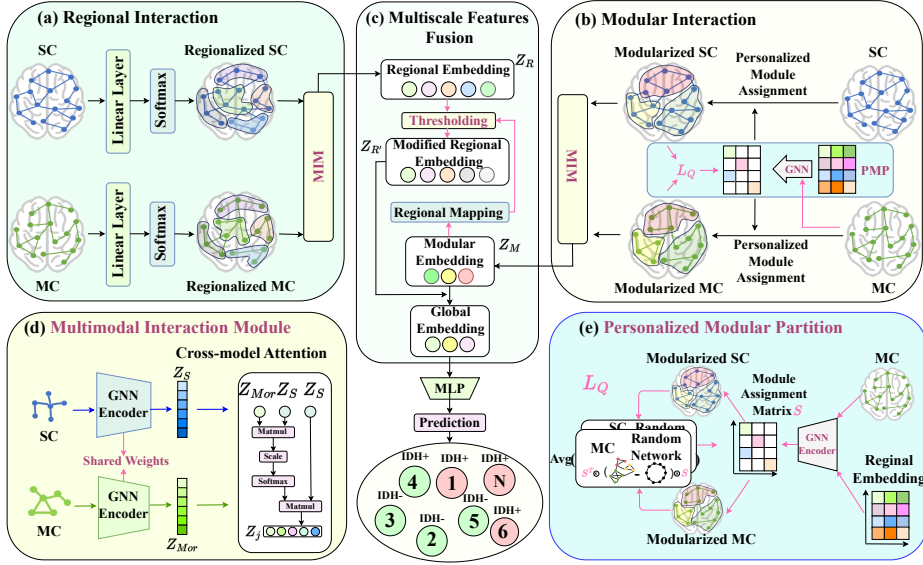 (a) Regional Interaction
SC
Linear Layer
Softmax
Regionalized SC
MC
Linear Layer
Softmax
Regionalized MC
MIM
(c) Multiscale Features
Fusion
Z_R
Regional Embedding
Thresholding
Z_R'
Modified Regional
Embedding
Regional Mapping
Modular
Embedding
Z_M
Global
Embedding
MLP
Prediction
IDH+
4
IDH+
1
IDH+
N
IDH-
3
IDH-
2
IDH-
5
IDH+
6
(b) Modular Interaction
Modularized SC
Personalized
Module
Assignment
SC
MIM
L_Q
GNN
PMP
Modularized MC
Personalized
Module
Assignment
MC
(d) Multimodal Interaction Module
Cross-model Attention
SC
GNN
Encoder
Z_S
Shared Weights
MC
GNN
Encoder
Z_Mor
Z_Mor Z_S Z_S
Matmul
Scale
Softmax
Matmul
Z_j
(e) Personalized Modular Partition
Modularized SC
MC
L_Q
Module
Assignment
Matrix S
SC Random
MC
Random
Network
Avg(
S^T ⊙ ( - ) ⊙ S
GNN
Encoder
Reginal
Embedding
Modularized MC